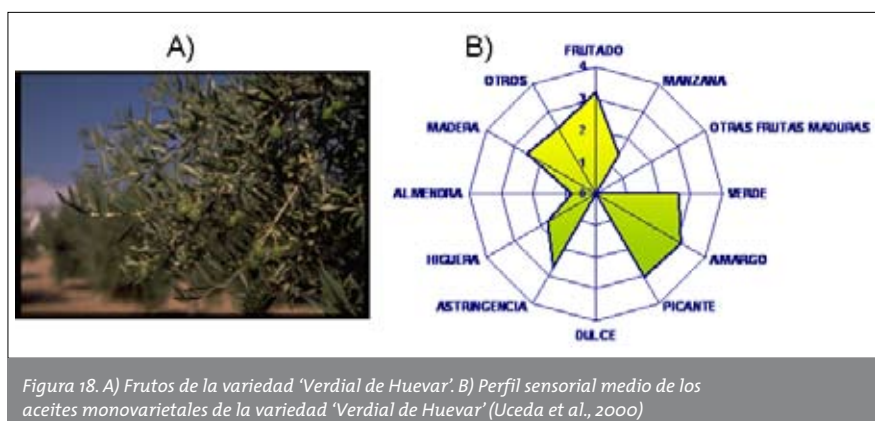 A)
B)
FRUTADO
MANZANA
OTRAS FRUTAS MADURAS
VERDE
AMARGO
PICANTE
DULCE
ASTRINGENCIA
HIGUERA
ALMENDRA
MADERA
OTROS
4
3
2
1
0
Figura 18. A) Frutos de la variedad ‘Verdial de Huevar’. B) Perfil sensorial medio de los
aceites monovarietales de la variedad ‘Verdial de Huevar’ (Uceda et al., 2000)